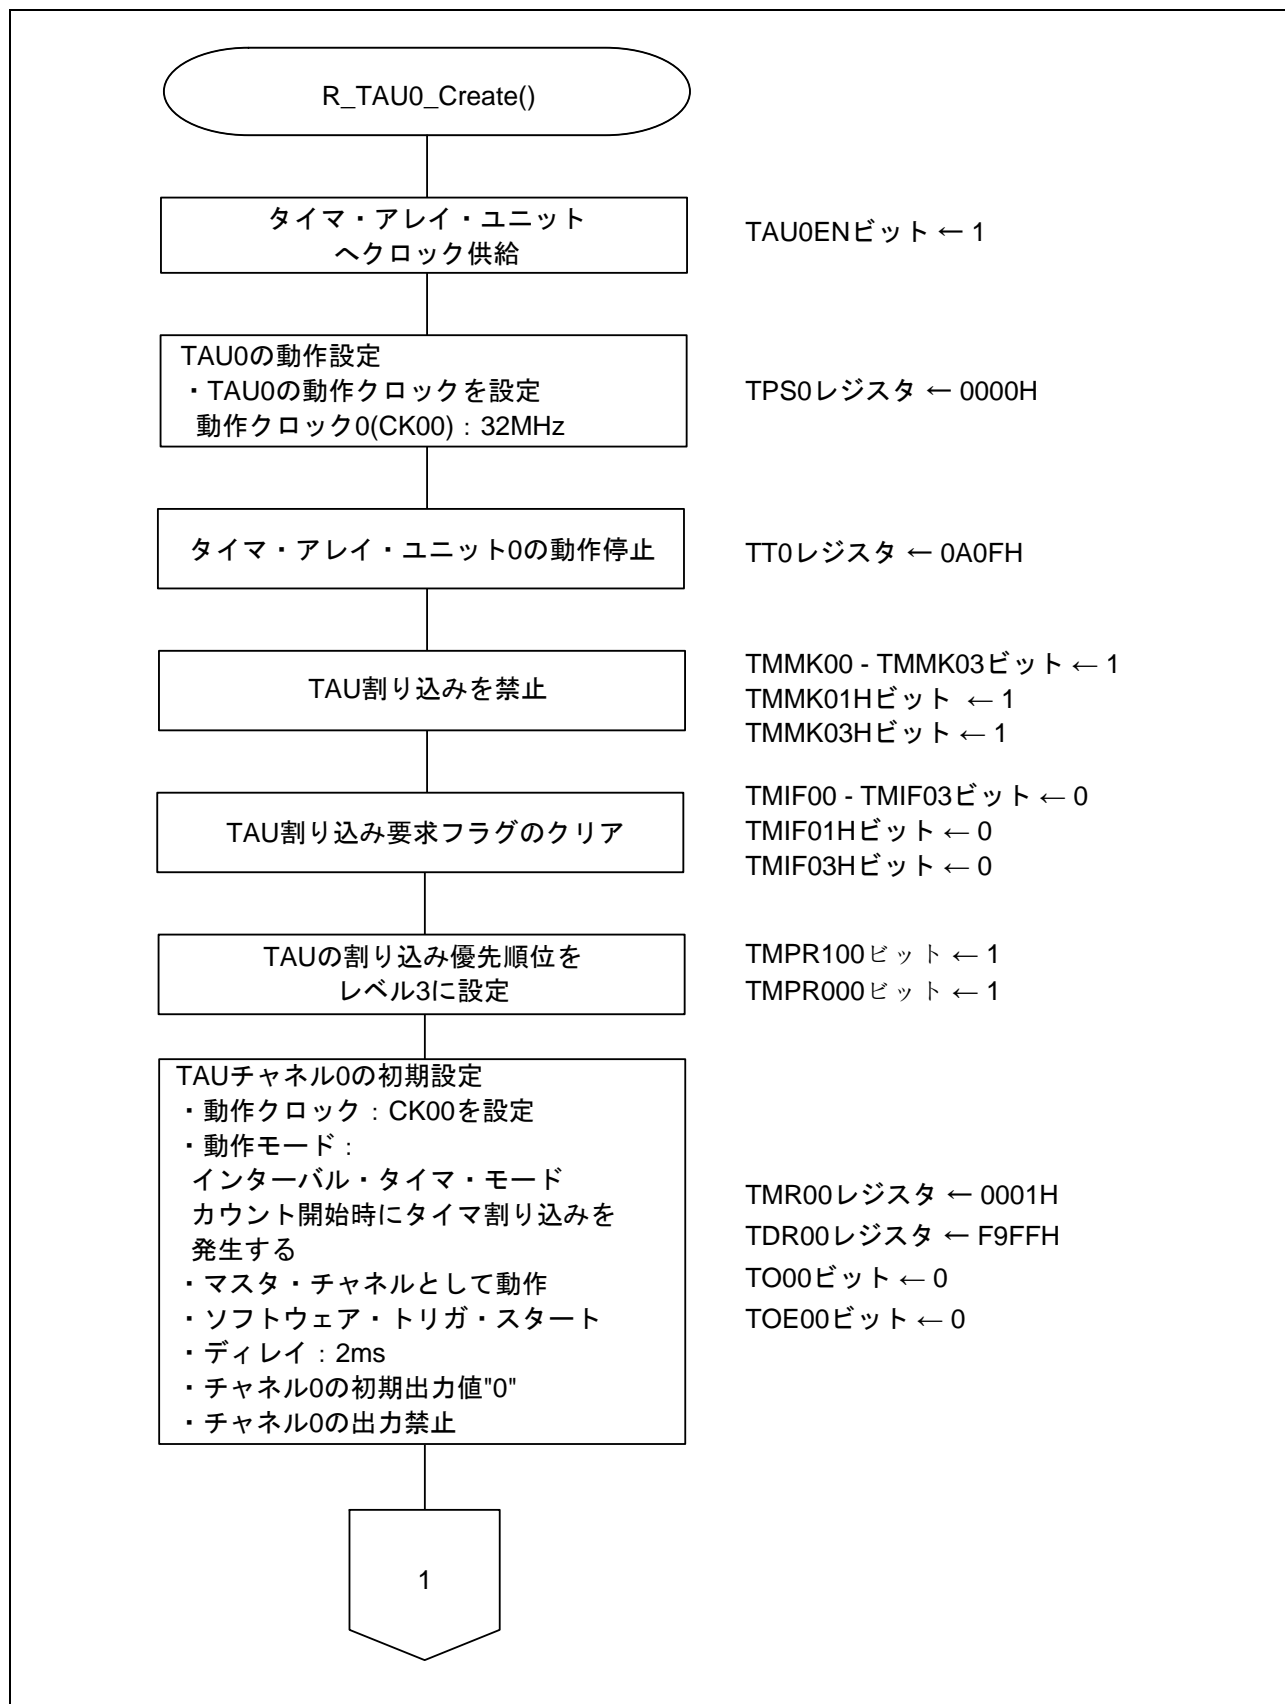 R_TAU0_Create()
タイマ・アレイ・ユニット
へクロック供給
TAU0ENビット ← 1
TAU0の動作設定
・TAU0の動作クロックを設定
動作クロック0(CK00)：32MHz
TPS0レジスタ ← 0000H
タイマ・アレイ・ユニット0の動作停止
TT0レジスタ ← 0A0FH
TAU割り込みを禁止
TMMK00 - TMMK03ビット ← 1
TMMK01Hビット ← 1
TMMK03Hビット ← 1
TAU割り込み要求フラグのクリア
TMIF00 - TMIF03ビット ← 0
TMIF01Hビット ← 0
TMIF03Hビット ← 0
TAUの割り込み優先順位を
レベル3に設定
TMPR100ビット ← 1
TMPR000ビット ← 1
TAUチャネル0の初期設定
・動作クロック：CK00を設定
・動作モード：
インターバル・タイマ・モード
カウント開始時にタイマ割り込みを
発生する
・マスタ・チャネルとして動作
・ソフトウェア・トリガ・スタート
・ディレイ：2ms
・チャネル0の初期出力値"0"
・チャネル0の出力禁止
TMR00レジスタ ← 0001H
TDR00レジスタ ← F9FFH
TO00ビット ← 0
TOE00ビット ← 0
1